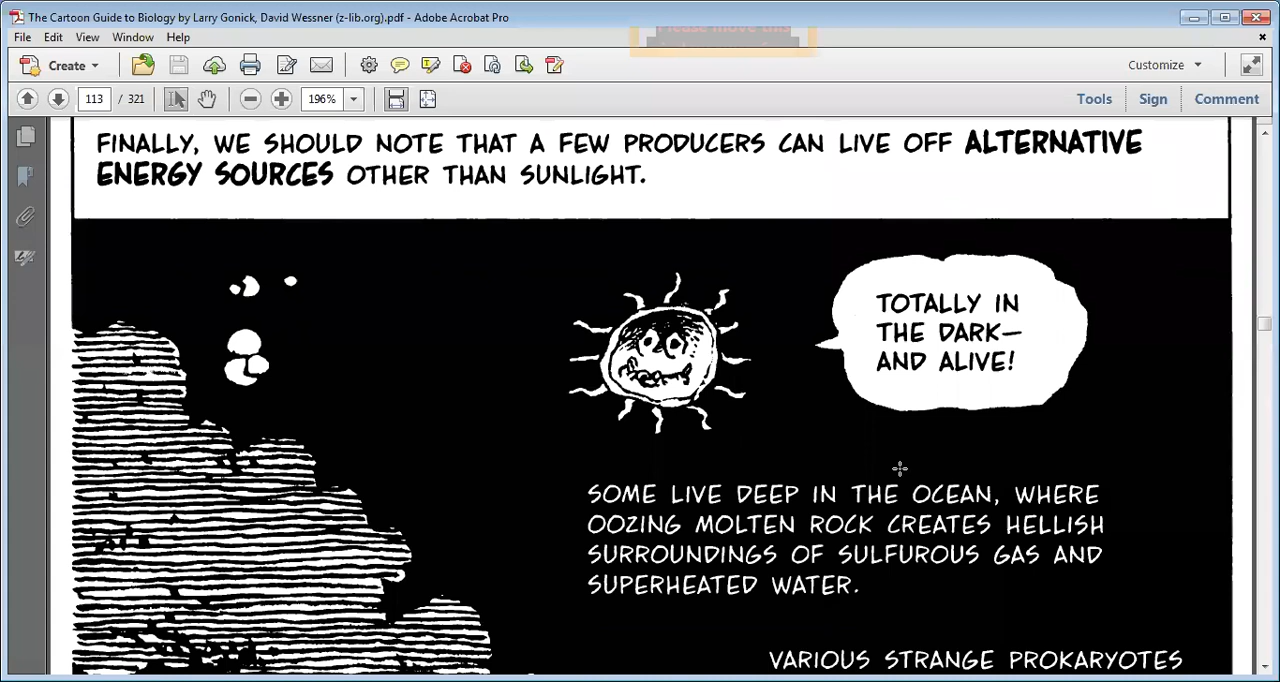 The Cartoon Guide to Biology by Larry Gonick, David Wessner (z-lib.org).pdf - Adobe Acrobat Pro
File Edit View Window Help
Please move this
Create
Customize
113 / 321
196%
Tools Sign Comment
FINALLY, WE SHOULD NOTE THAT A FEW PRODUCERS CAN LIVE OFF ALTERNATIVE
ENERGY SOURCES OTHER THAN SUNLIGHT.
TOTALLY IN
THE DARK—
AND ALIVE!
SOME LIVE DEEP IN THE OCEAN, WHERE
OOZING MOLTEN ROCK CREATES HELLISH
SURROUNDINGS OF SULFUROUS GAS AND
SUPERHEATED WATER.
VARIOUS STRANGE PROKARYOTES